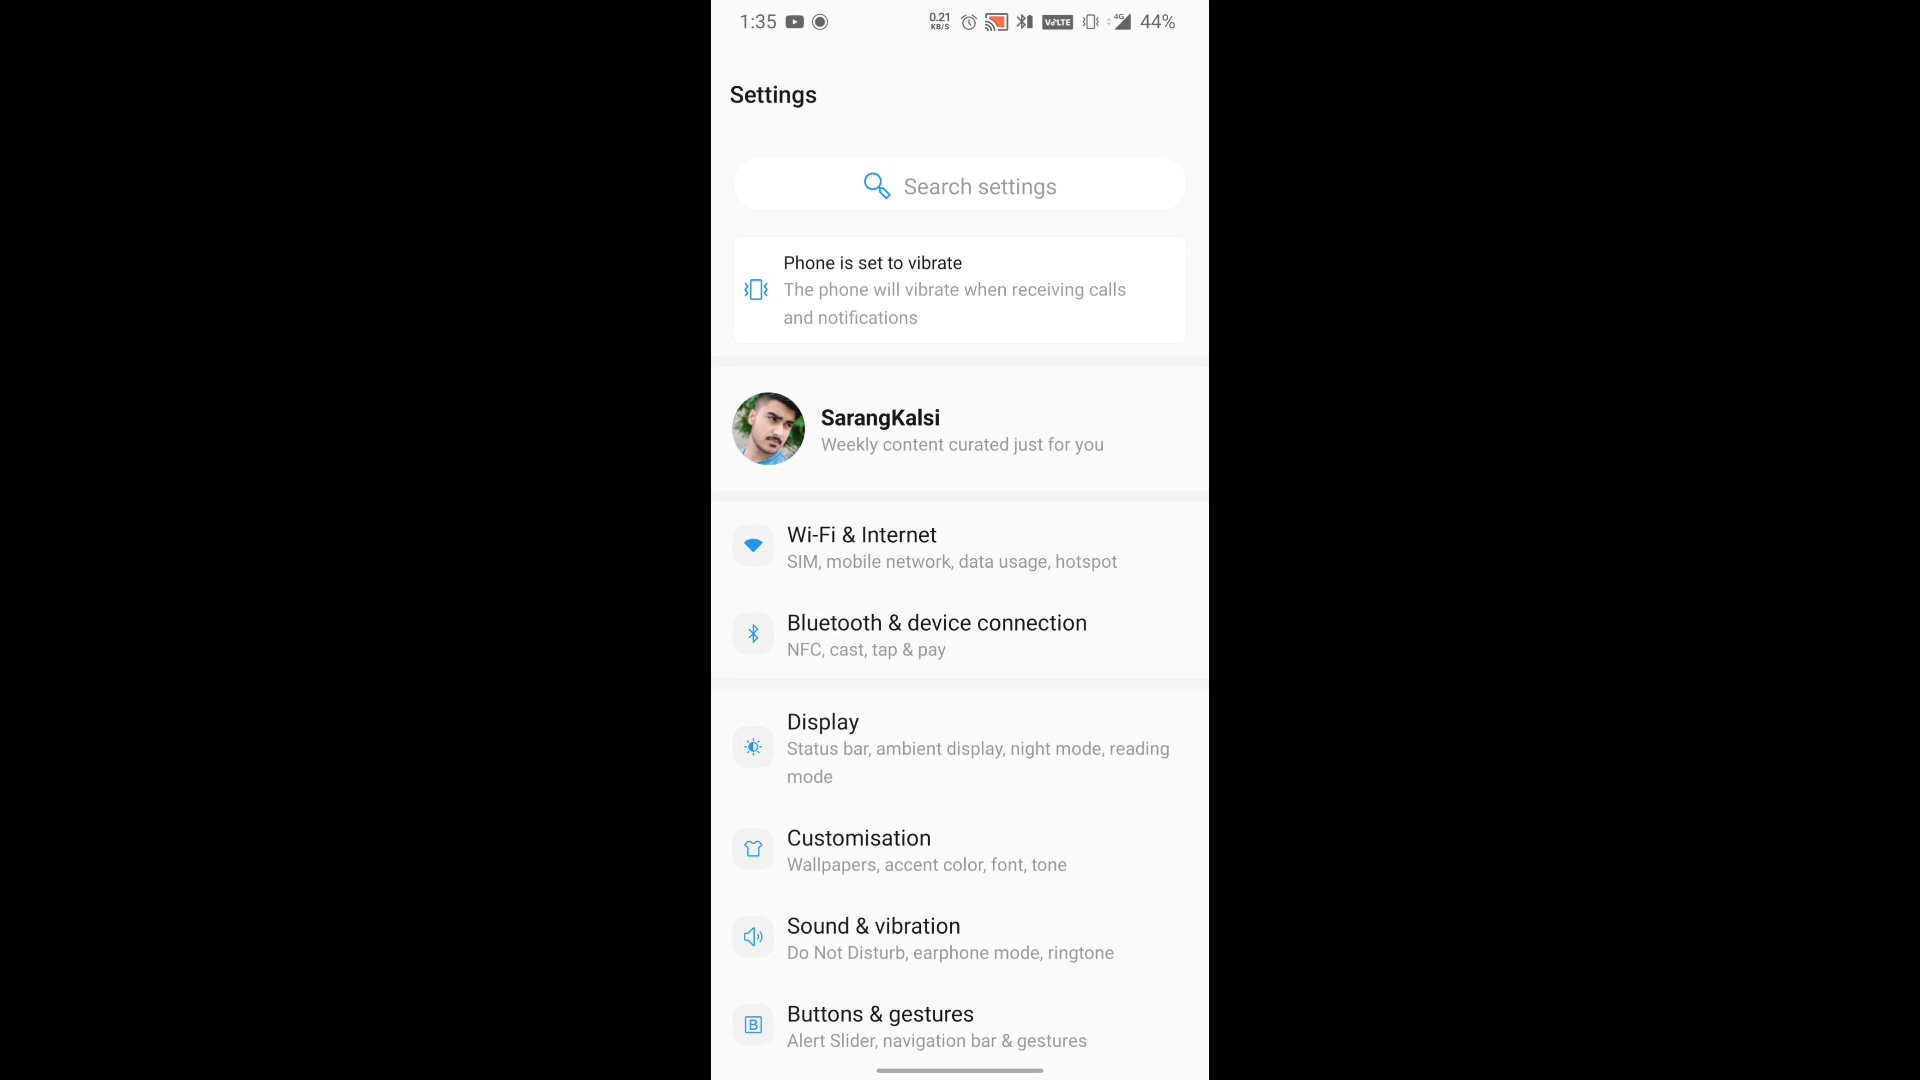 1:35 0.21 KB/S VoLTE 4G 44%
Settings
Search settings
Phone is set to vibrate
The phone will vibrate when receiving calls
and notifications
SarangKalsi
Weekly content curated just for you
Wi-Fi & Internet
SIM, mobile network, data usage, hotspot
Bluetooth & device connection
NFC, cast, tap & pay
Display
Status bar, ambient display, night mode, reading
mode
Customisation
Wallpapers, accent color, font, tone
Sound & vibration
Do Not Disturb, earphone mode, ringtone
B
Buttons & gestures
Alert Slider, navigation bar & gestures